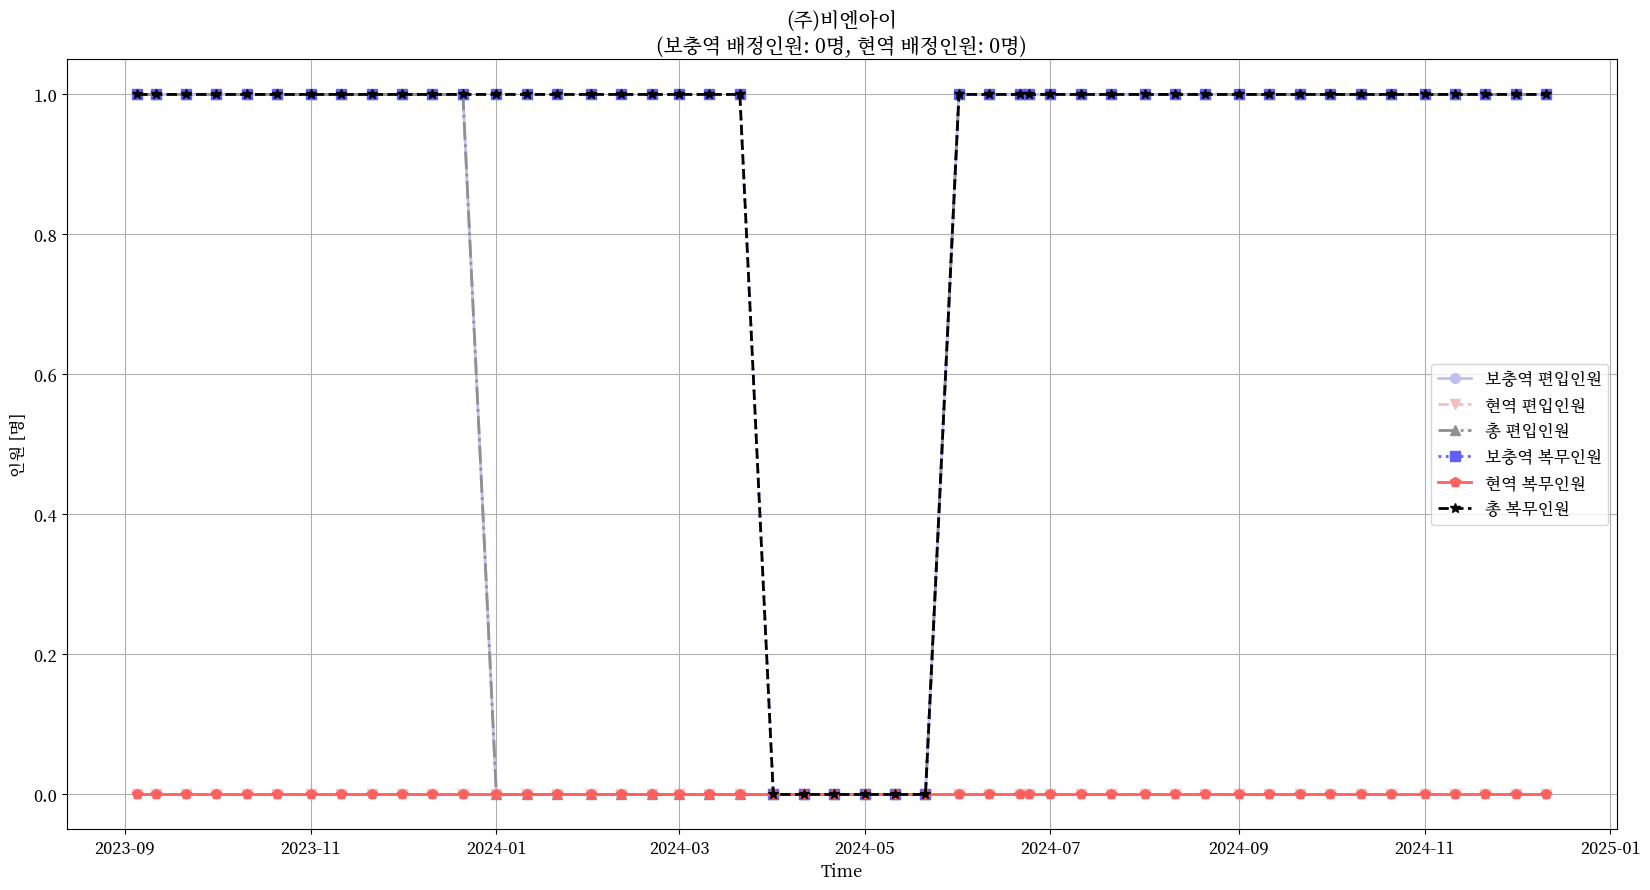 (주)비엔아이
(보충역 배정인원: 0명, 현역 배정인원: 0명)
인원 [명]
1.0
0.8
0.6
0.4
0.2
0.0
보충역 편입인원
현역 편입인원
총 편입인원
보충역 복무인원
현역 복무인원
총 복무인원
2023-09 2023-11 2024-01 2024-03 2024-05 2024-07 2024-09 2024-11 2025-01
Time